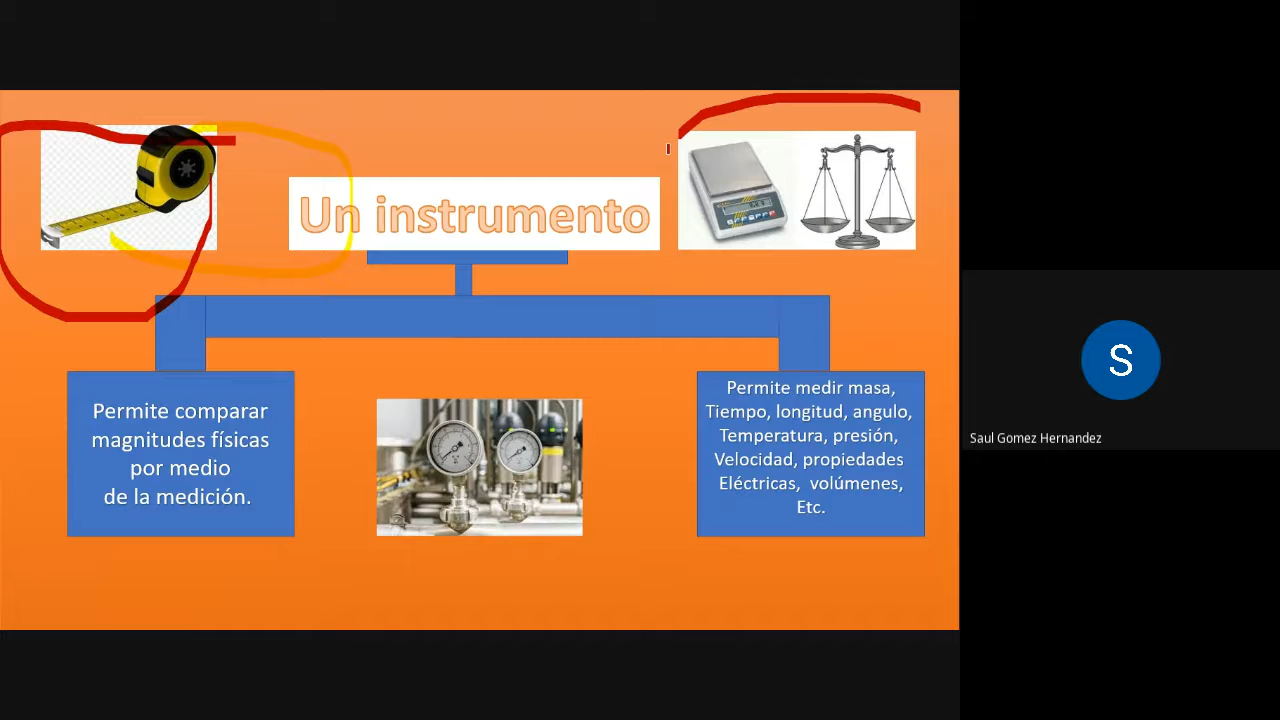 Un instrumento
Permite comparar
magnitudes físicas
por medio
de la medición.
Permite medir masa,
Tiempo, longitud, angulo,
Temperatura, presión,
Velocidad, propiedades
Eléctricas, volúmenes,
Etc.
S
Saul Gomez Hernandez